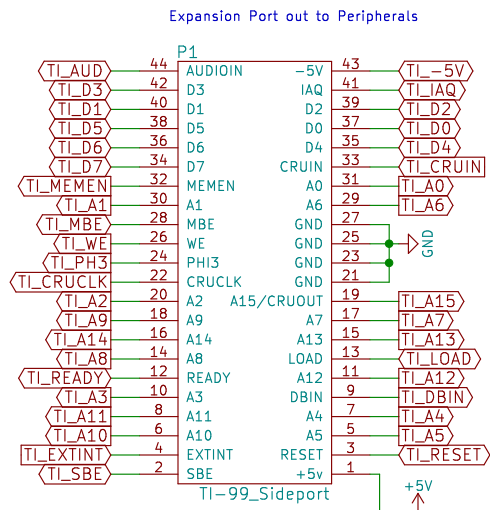 Expansion Port out to Peripherals
P1
TI_AUD 44 AUDIOIN -5V 43 TI_-5V
TI_D3 42 D3 IAQ 41 TI_IAQ
TI_D1 40 D1 D2 39 TI_D2
TI_D5 38 D5 D0 37 TI_D0
TI_D6 36 D6 D4 35 TI_D4
TI_D7 34 D7 CRUIN 33 TI_CRUIN
TI_MEMEN 32 MEMEN A0 31 TI_A0
TI_A1 30 A1 A6 29 TI_A6
TI_MBE 28 MBE GND 27
TI_WE 26 WE GND 25 GND
TI_PH3 24 PHI3 GND 23
TI_CRUCLK 22 CRUCLK GND 21
TI_A2 20 A2 A15/CRUOUT 19 TI_A15
TI_A9 18 A9 A7 17 TI_A7
TI_A14 16 A14 A13 15 TI_A13
TI_A8 14 A8 LOAD 13 TI_LOAD
TI_READY 12 READY A12 11 TI_A12
TI_A3 10 A3 DBIN 9 TI_DBIN
TI_A11 8 A11 A4 7 TI_A4
TI_A10 6 A10 A5 5 TI_A5
TI_EXTINT 4 EXTINT RESET 3 TI_RESET
TI_SBE 2 SBE +5v 1
TI-99_Sideport +5V